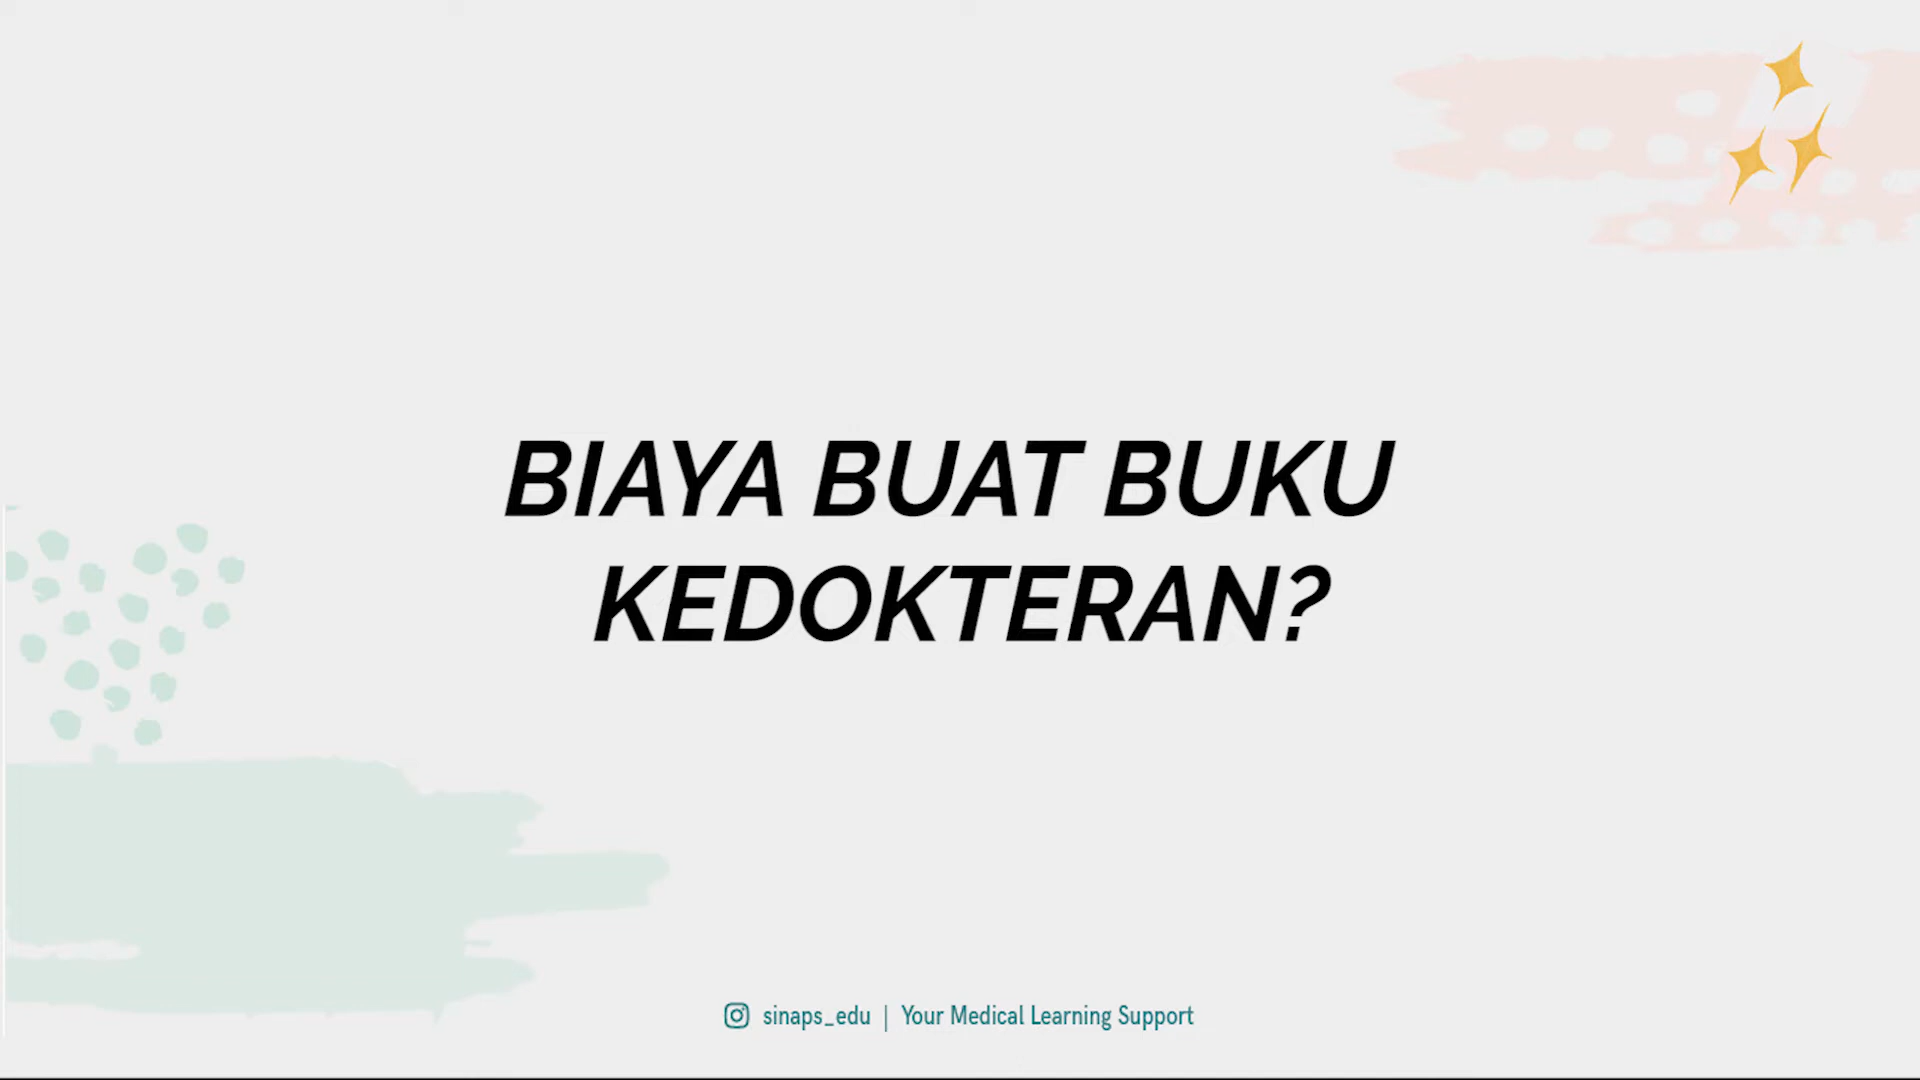 BIAYA BUAT BUKU
KEDOKTERAN?
sinaps_edu | Your Medical Learning Support